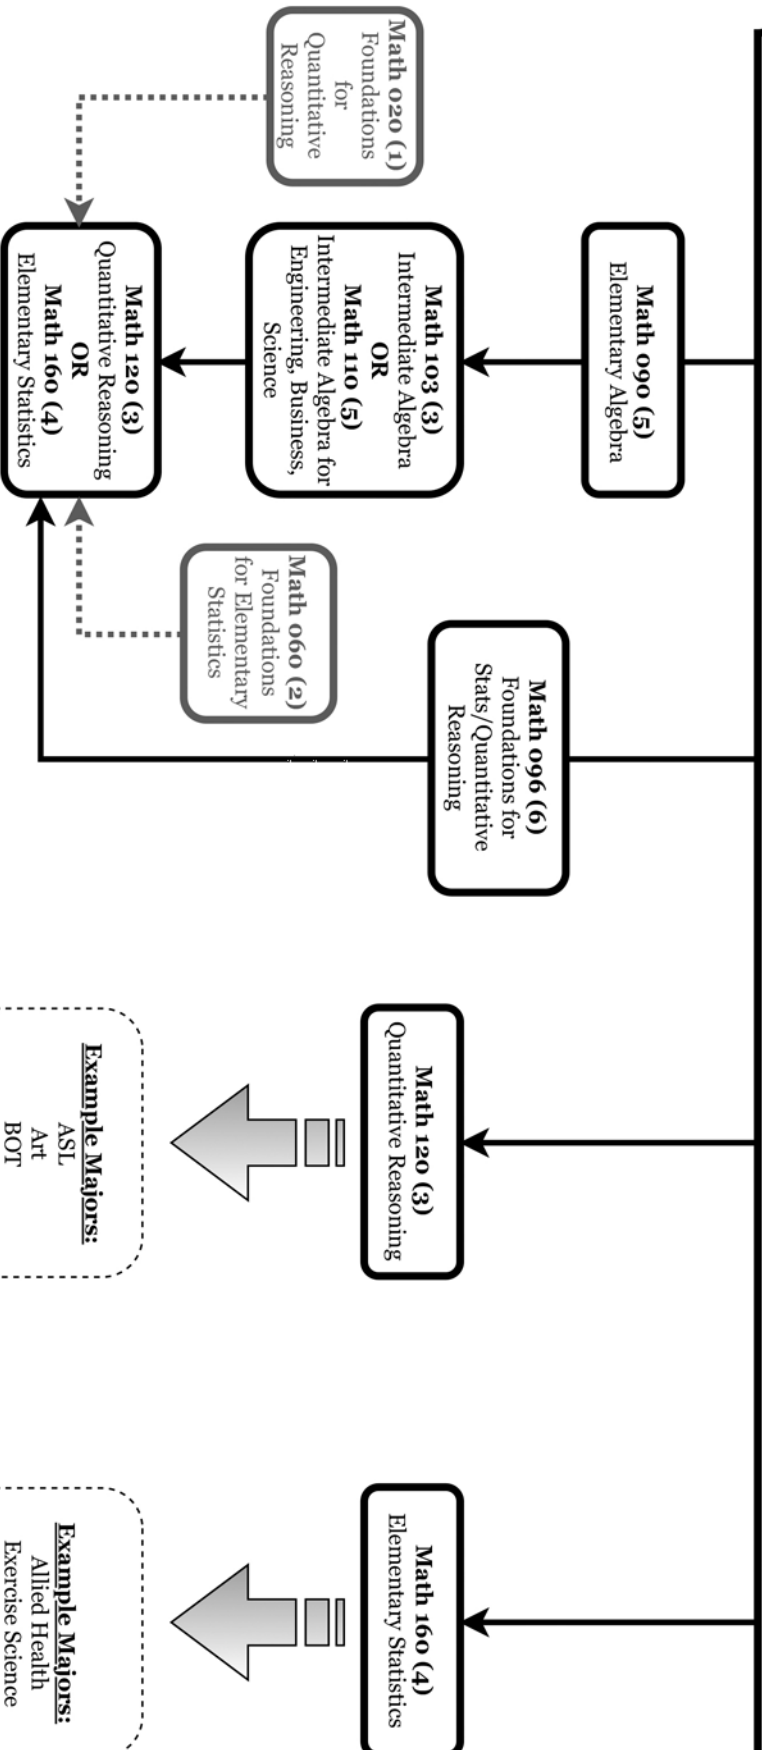 Math 020 (1)
Foundations
for
Quantitative
Reasoning
Math 090 (5)
Elementary Algebra
Math 103 (3)
Intermediate Algebra
OR
Math 110 (5)
Intermediate Algebra for
Engineering, Business,
Science
Math 120 (3)
Quantitative Reasoning
OR
Math 160 (4)
Elementary Statistics
Math 060 (2)
Foundations
for Elementary
Statistics
Math 096 (6)
Foundations for
Stats/Quantitative
Reasoning
Math 120 (3)
Quantitative Reasoning
Example Majors:
ASL
Art
BOT
Math 160 (4)
Elementary Statistics
Example Majors:
Allied Health
Exercise Science